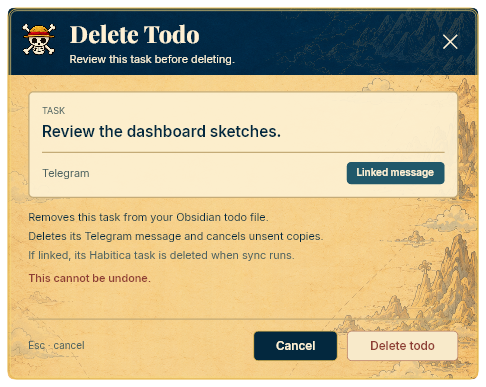 Delete Todo
Review this task before deleting.
TASK
Review the dashboard sketches.
Telegram
Linked message
Removes this task from your Obsidian todo file.
Deletes its Telegram message and cancels unsent copies.
If linked, its Habitica task is deleted when sync runs.
This cannot be undone.
Esc · cancel
Cancel
Delete todo